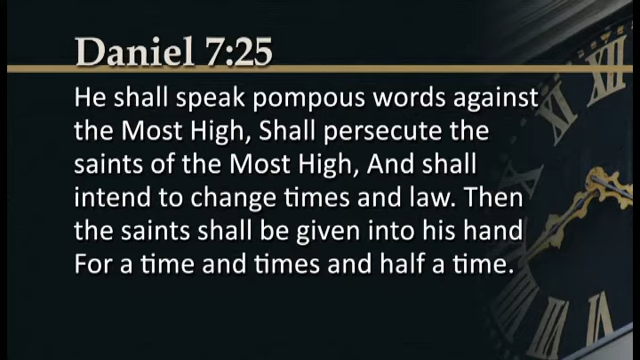 Daniel 7:25
He shall speak pompous words against
the Most High, Shall persecute the
saints of the Most High, And shall
intend to change times and law. Then
the saints shall be given into his hand
For a time and times and half a time.
XII